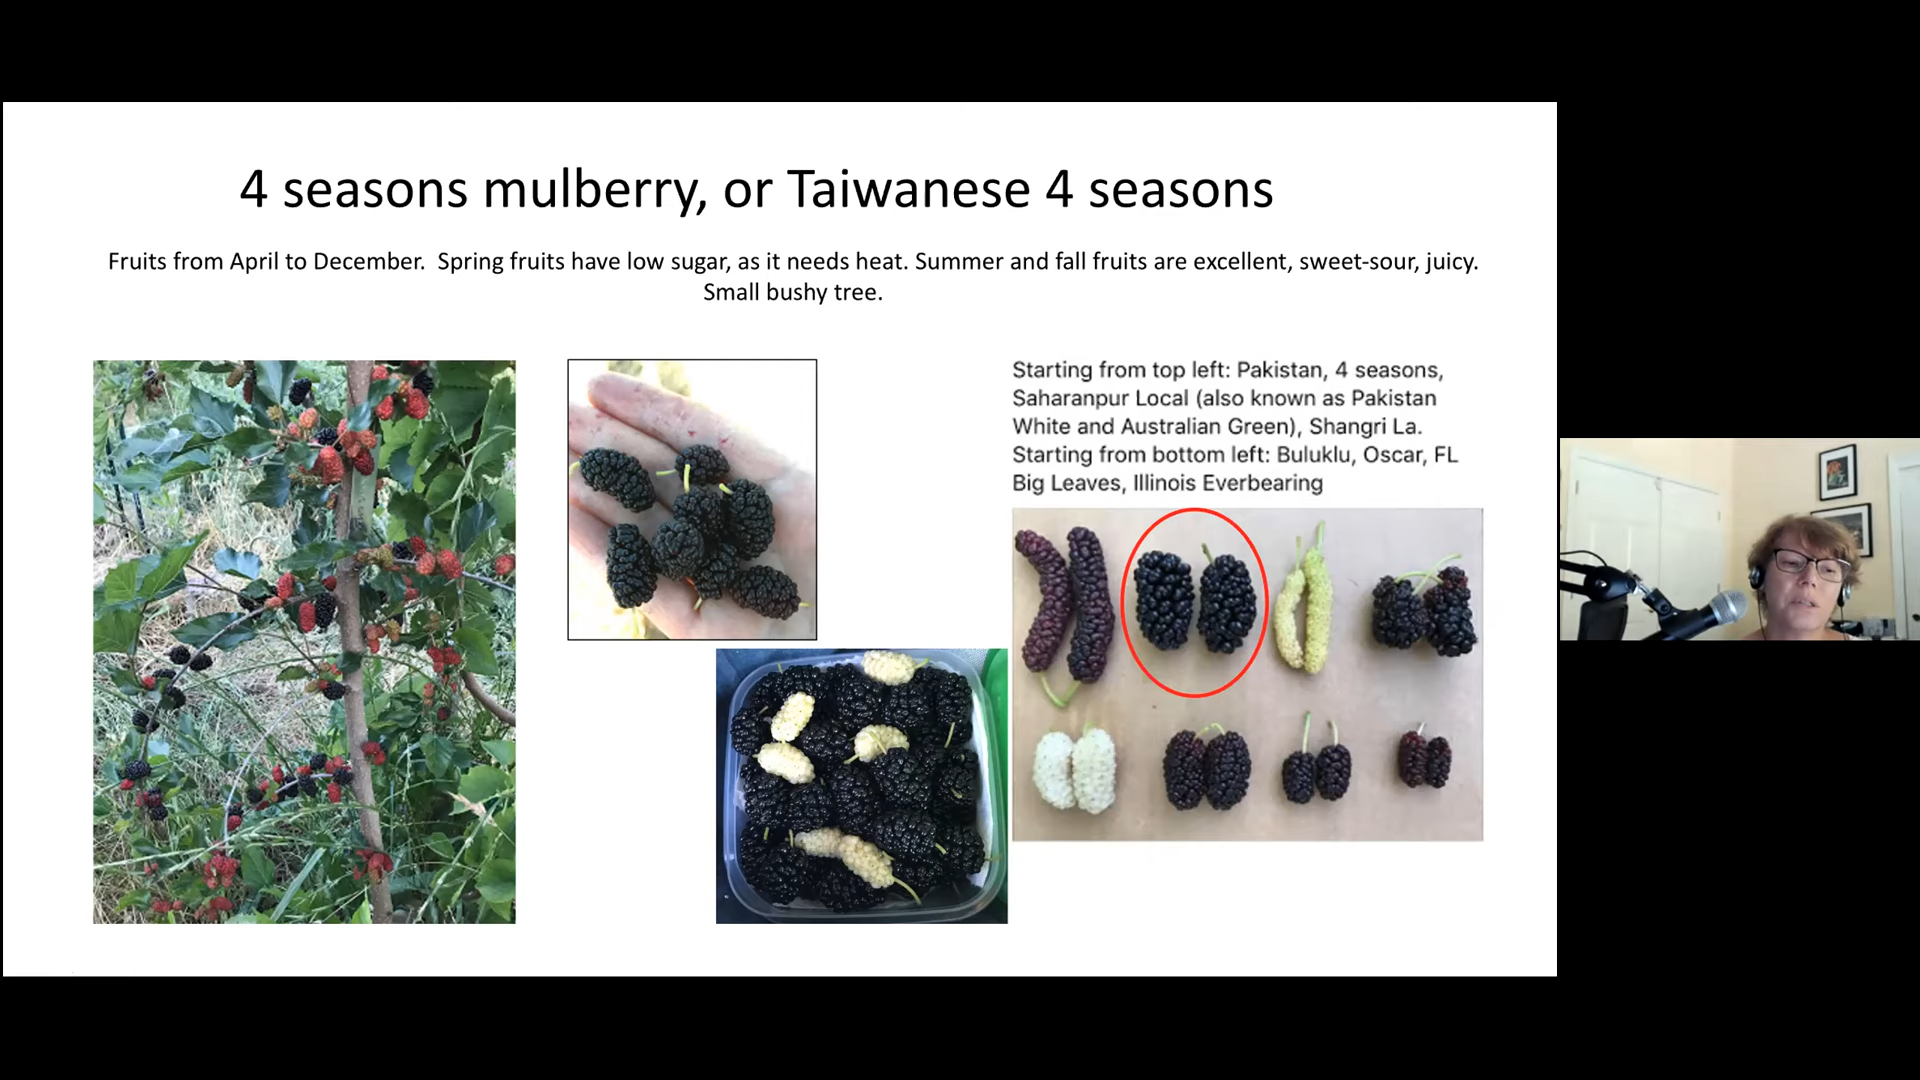 4 seasons mulberry, or Taiwanese 4 seasons
Fruits from April to December.  Spring fruits have low sugar, as it needs heat. Summer and fall fruits are excellent, sweet-sour, juicy.
Small bushy tree.
Starting from top left: Pakistan, 4 seasons,
Saharanpur Local (also known as Pakistan
White and Australian Green), Shangri La.
Starting from bottom left: Buluklu, Oscar, FL
Big Leaves, Illinois Everbearing